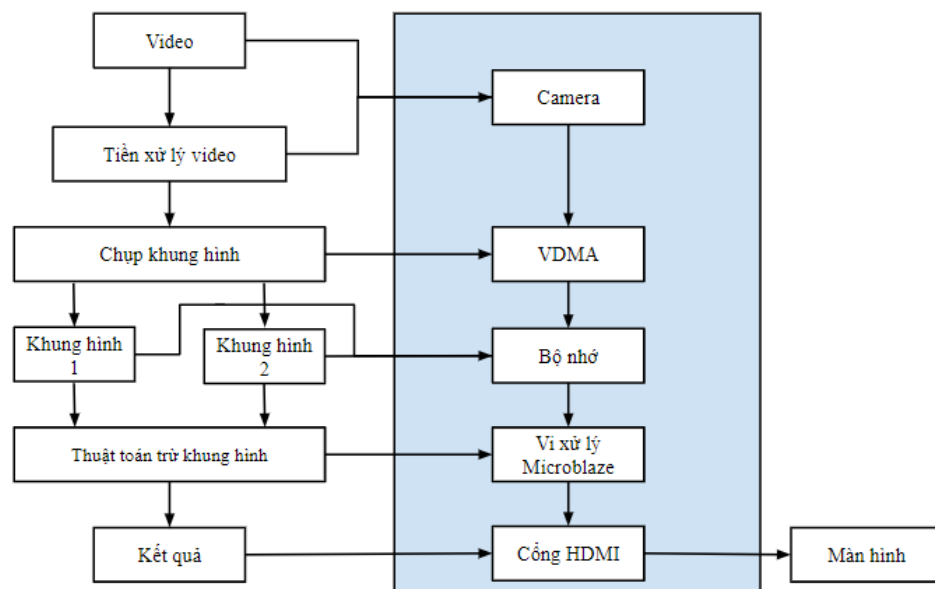 Video
Camera
Tiền xử lý video
Chụp khung hình
VDMA
Khung hình
1
Khung hình
2
Bộ nhớ
Thuật toán trừ khung hình
Vi xử lý
Microblaze
Kết quả
Cổng HDMI
Màn hình